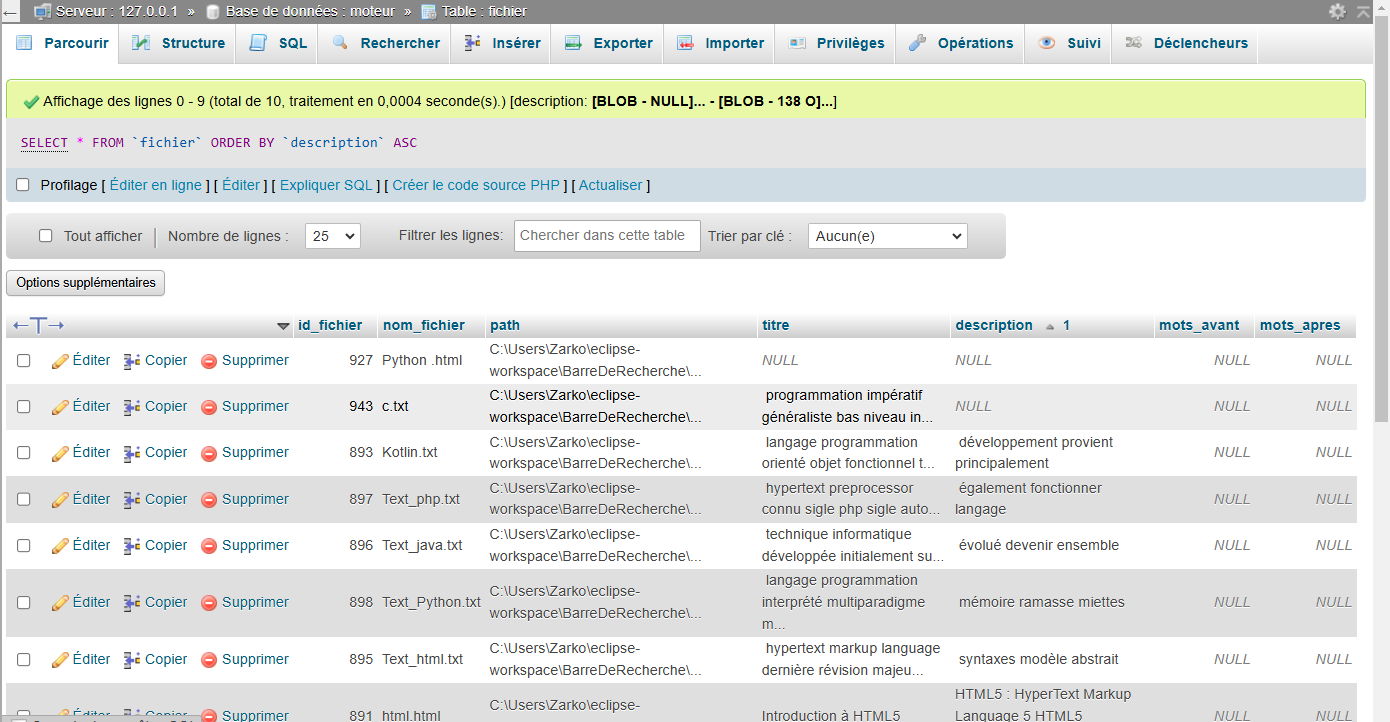 Serveur : 127.0.0.1 » Base de données : moteur » Table : fichier
Parcourir Structure SQL Rechercher Insérer Exporter Importer Privilèges Opérations Suivi Déclencheurs
Affichage des lignes 0 - 9 (total de 10, traitement en 0,0004 seconde(s).) [description: [BLOB - NULL]... - [BLOB - 138 O]...]
SELECT * FROM `fichier` ORDER BY `description` ASC
Profilage [ Éditer en ligne ] [ Éditer ] [ Expliquer SQL ] [ Créer le code source PHP ] [ Actualiser ]
Tout afficher | Nombre de lignes : 25 Filtrer les lignes: Chercher dans cette table Trier par clé : Aucun(e)
Options supplémentaires
id_fichier nom_fichier path titre description 1 mots_avant mots_apres
Éditer Copier Supprimer 927 Python .html C:\Users\Zarko\eclipse- NULL NULL NULL NULL
workspace\BarreDeRecherche\...
Éditer Copier Supprimer 943 c.txt C:\Users\Zarko\eclipse- programmation impératif NULL NULL NULL
workspace\BarreDeRecherche\... généraliste bas niveau in...
Éditer Copier Supprimer 893 Kotlin.txt C:\Users\Zarko\eclipse- langage programmation développement provient NULL NULL
workspace\BarreDeRecherche\... orienté objet fonctionnel t... principalement
Éditer Copier Supprimer 897 Text_php.txt C:\Users\Zarko\eclipse- hypertext preprocessor également fonctionner NULL NULL
workspace\BarreDeRecherche\... connu sigle php sigle auto... langage
Éditer Copier Supprimer 896 Text_java.txt C:\Users\Zarko\eclipse- technique informatique évolué devenir ensemble NULL NULL
workspace\BarreDeRecherche\... développée initialement su...
Éditer Copier Supprimer 898 Text_Python.txt C:\Users\Zarko\eclipse- langage programmation mémoire ramasse miettes NULL NULL
workspace\BarreDeRecherche\... interprété multiparadigme
m...
Éditer Copier Supprimer 895 Text_html.txt C:\Users\Zarko\eclipse- hypertext markup language syntaxes modèle abstrait NULL NULL
workspace\BarreDeRecherche\... dernière révision majeu...
Éditer Copier Supprimer 891 html.html C:\Users\Zarko\eclipse- Introduction à HTML5 HTML5 : HyperText Markup NULL NULL
Language 5 HTML5